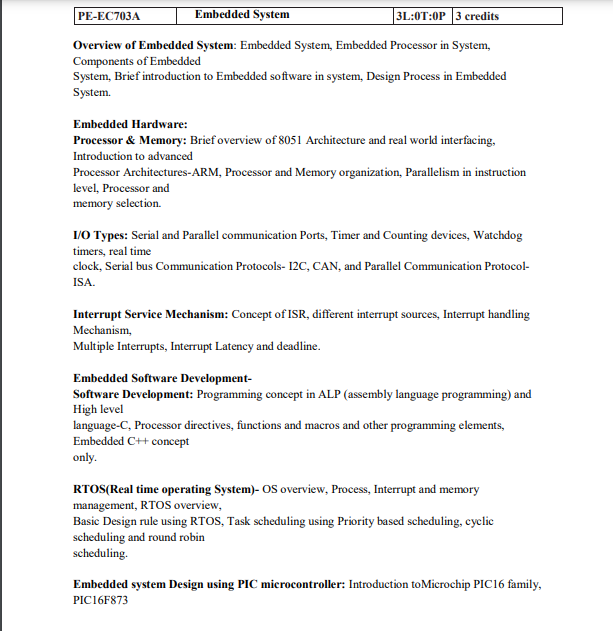 PE-EC703A Embedded System 3L:0T:0P 3 credits
Overview of Embedded System: Embedded System, Embedded Processor in System,
Components of Embedded
System, Brief introduction to Embedded software in system, Design Process in Embedded
System.
Embedded Hardware:
Processor & Memory: Brief overview of 8051 Architecture and real world interfacing,
Introduction to advanced
Processor Architectures-ARM, Processor and Memory organization, Parallelism in instruction
level, Processor and
memory selection.
I/O Types: Serial and Parallel communication Ports, Timer and Counting devices, Watchdog
timers, real time
clock, Serial bus Communication Protocols- I2C, CAN, and Parallel Communication Protocol-
ISA.
Interrupt Service Mechanism: Concept of ISR, different interrupt sources, Interrupt handling
Mechanism,
Multiple Interrupts, Interrupt Latency and deadline.
Embedded Software Development-
Software Development: Programming concept in ALP (assembly language programming) and
High level
language-C, Processor directives, functions and macros and other programming elements,
Embedded C++ concept
only.
RTOS(Real time operating System)- OS overview, Process, Interrupt and memory
management, RTOS overview,
Basic Design rule using RTOS, Task scheduling using Priority based scheduling, cyclic
scheduling and round robin
scheduling.
Embedded system Design using PIC microcontroller: Introduction toMicrochip PIC16 family,
PIC16F873